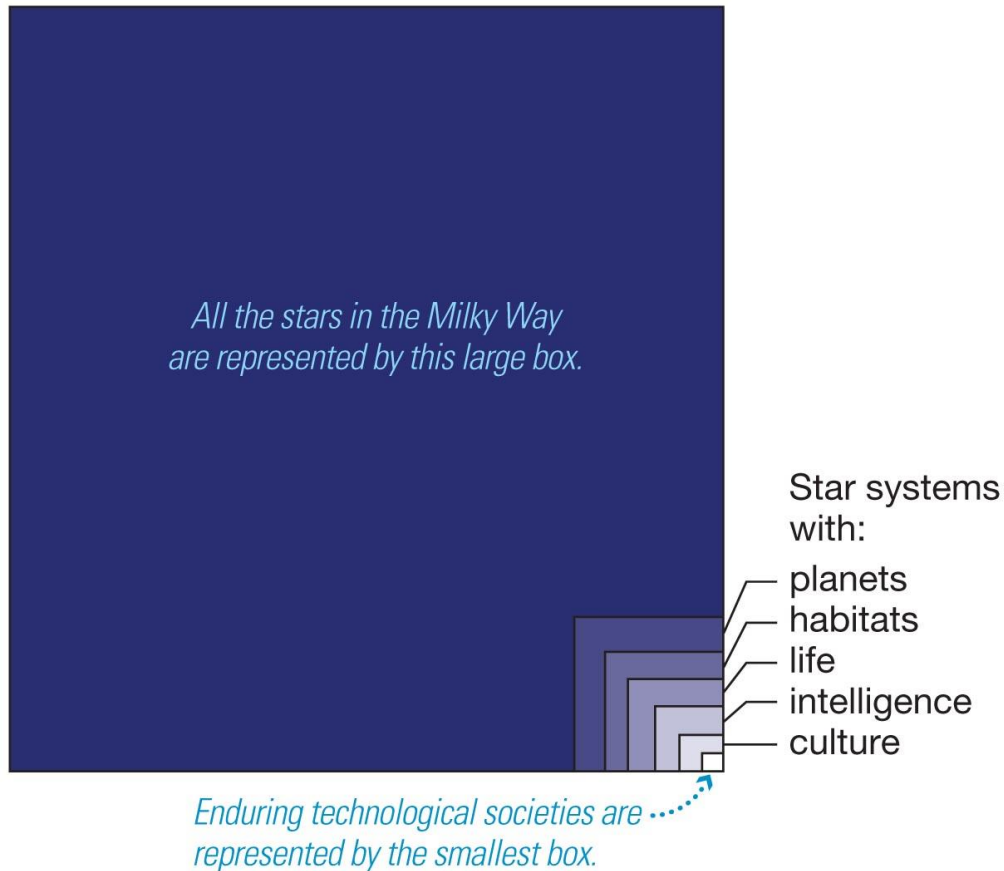 All the stars in the Milky Way
are represented by this large box.
Star systems
with:
planets
habitats
life
intelligence
culture
Enduring technological societies are
represented by the smallest box.